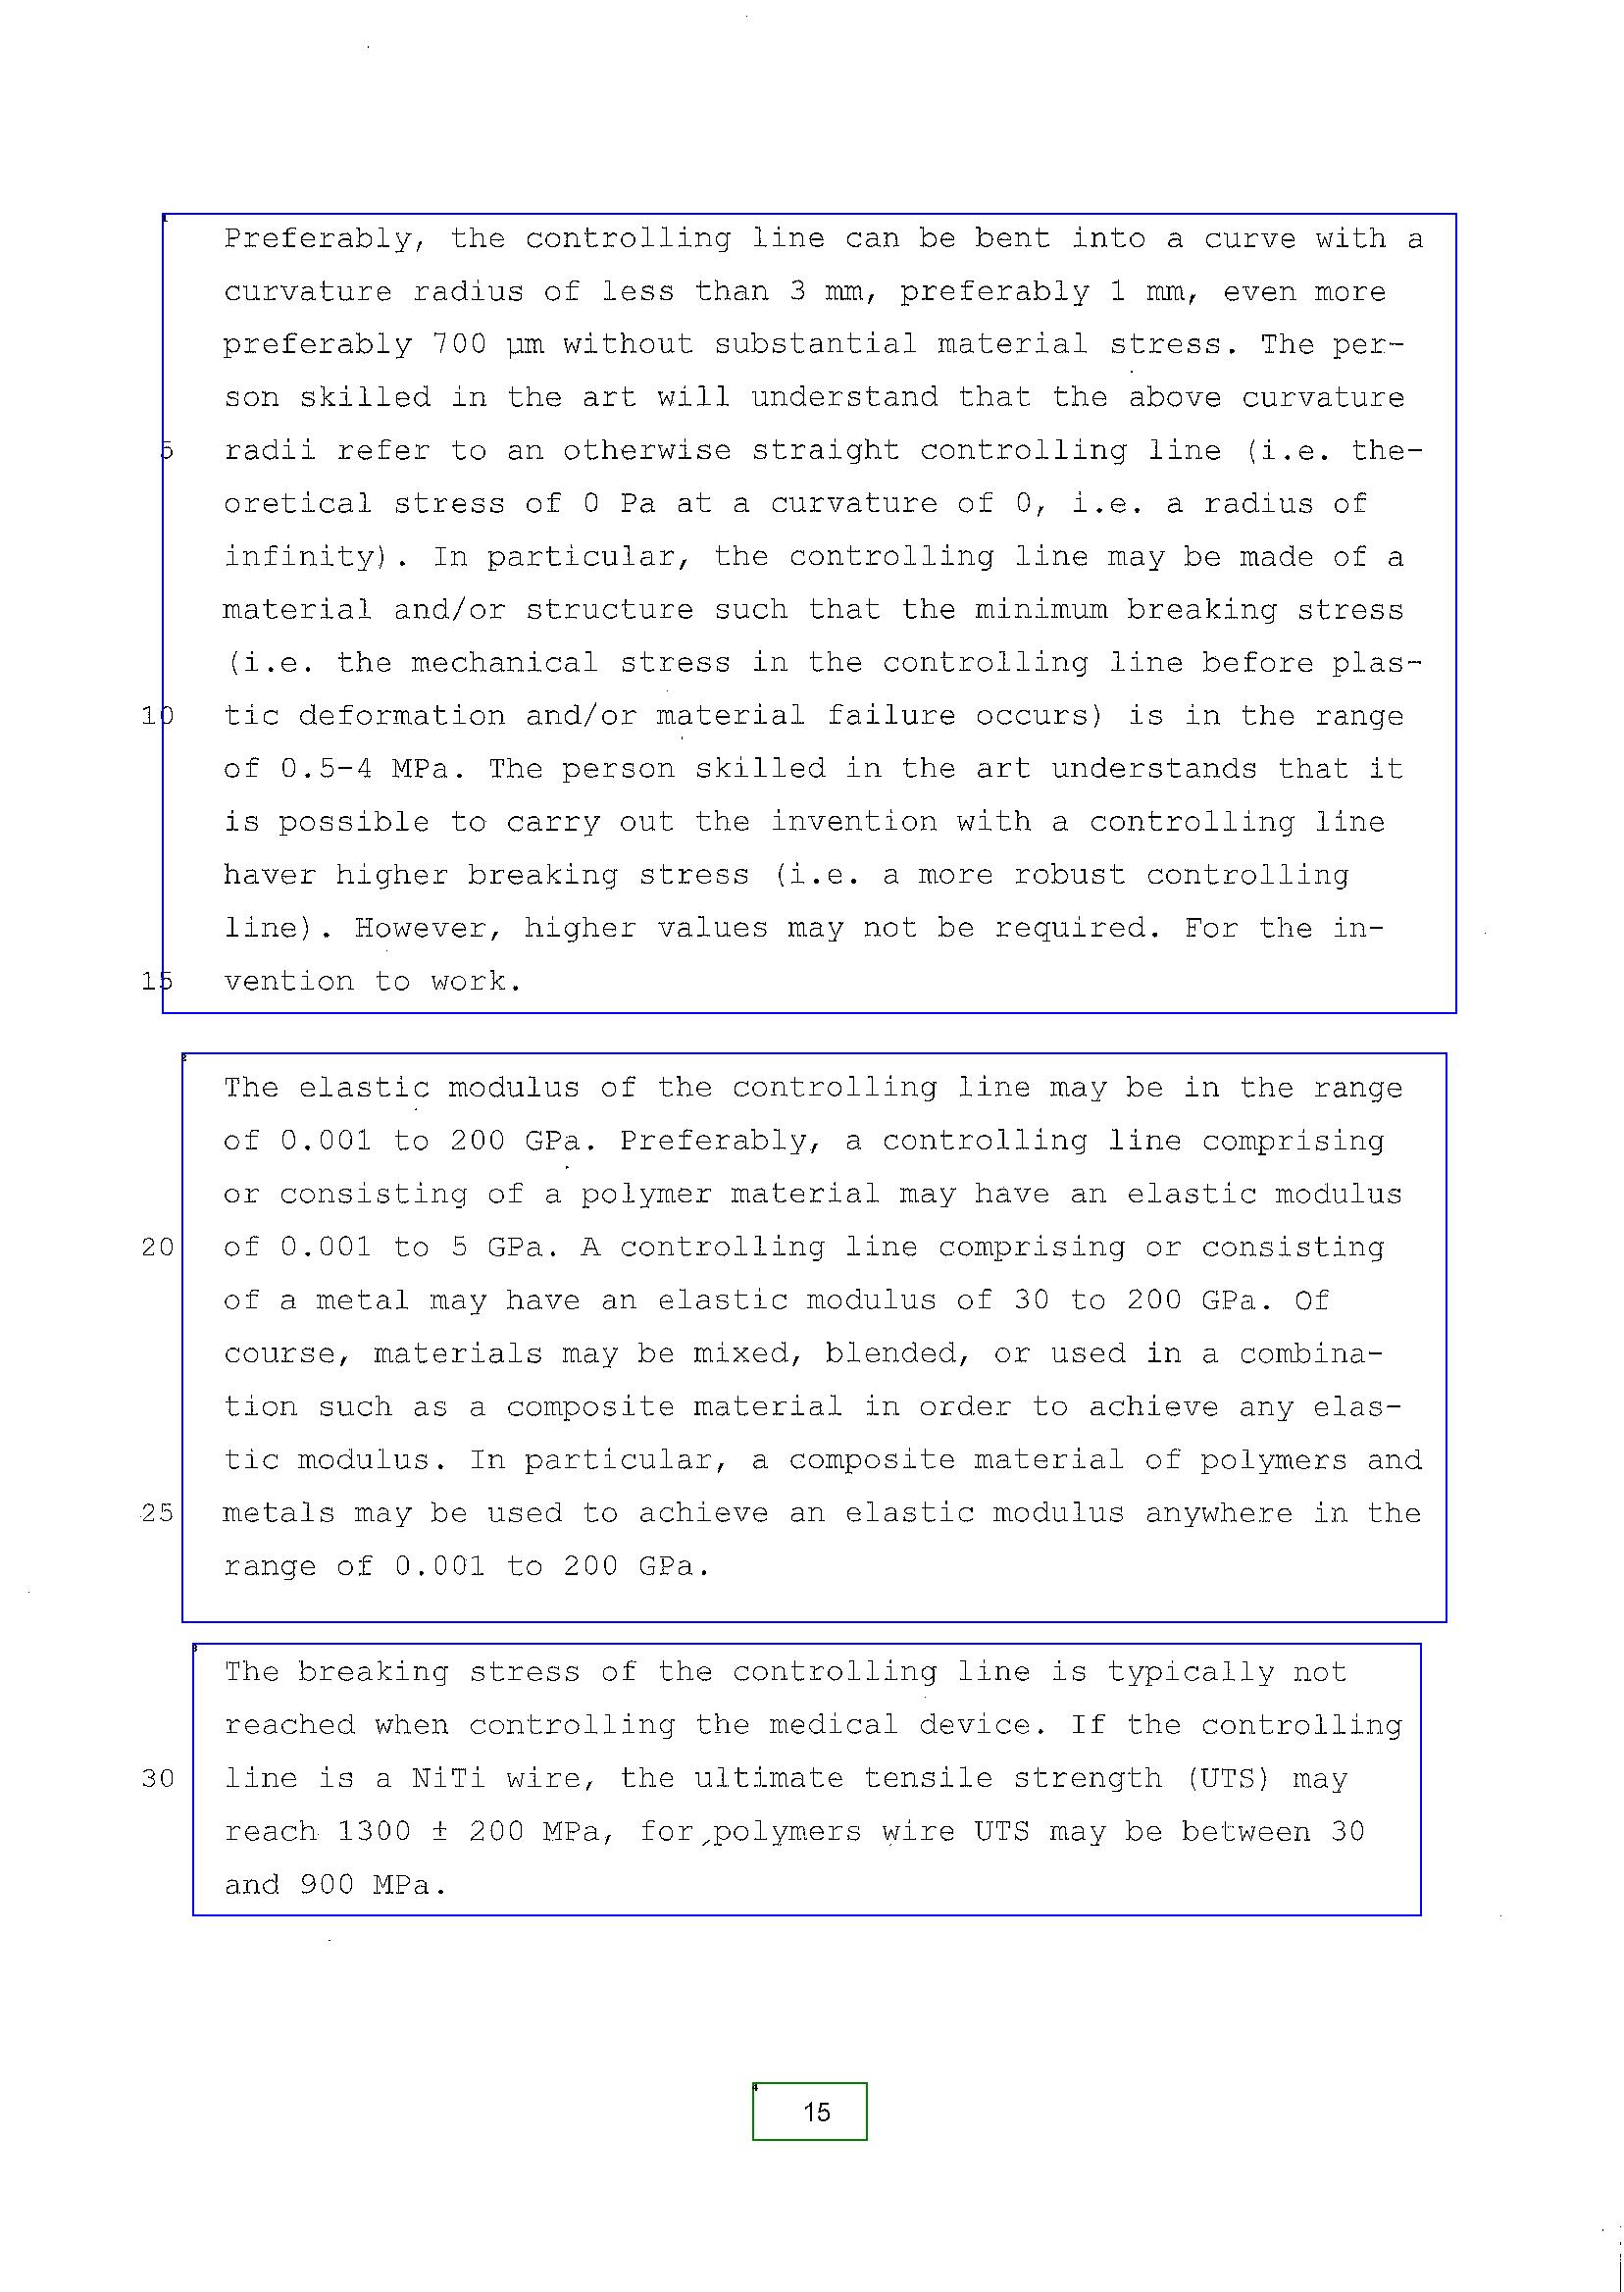 Preferably, the controlling line can be bent into a curve with a
curvature radius of less than 3 mm, preferably 1 mm, even more
preferably 700 µm without substantial material stress. The per-
son skilled in the art will understand that the above curvature
5 radii refer to an otherwise straight controlling line (i.e. the-
oretical stress of 0 Pa at a curvature of 0, i.e. a radius of
infinity). In particular, the controlling line may be made of a
material and/or structure such that the minimum breaking stress
(i.e. the mechanical stress in the controlling line before plas-
10 tic deformation and/or material failure occurs) is in the range
of 0.5-4 MPa. The person skilled in the art understands that it
is possible to carry out the invention with a controlling line
haver higher breaking stress (i.e. a more robust controlling
line). However, higher values may not be required. For the in-
15 vention to work.
The elastic modulus of the controlling line may be in the range
of 0.001 to 200 GPa. Preferably, a controlling line comprising
or consisting of a polymer material may have an elastic modulus
20 of 0.001 to 5 GPa. A controlling line comprising or consisting
of a metal may have an elastic modulus of 30 to 200 GPa. Of
course, materials may be mixed, blended, or used in a combina-
tion such as a composite material in order to achieve any elas-
tic modulus. In particular, a composite material of polymers and
25 metals may be used to achieve an elastic modulus anywhere in the
range of 0.001 to 200 GPa.
The breaking stress of the controlling line is typically not
reached when controlling the medical device. If the controlling
30 line is a NiTi wire, the ultimate tensile strength (UTS) may
reach 1300 ± 200 MPa, for polymers wire UTS may be between 30
and 900 MPa.
15